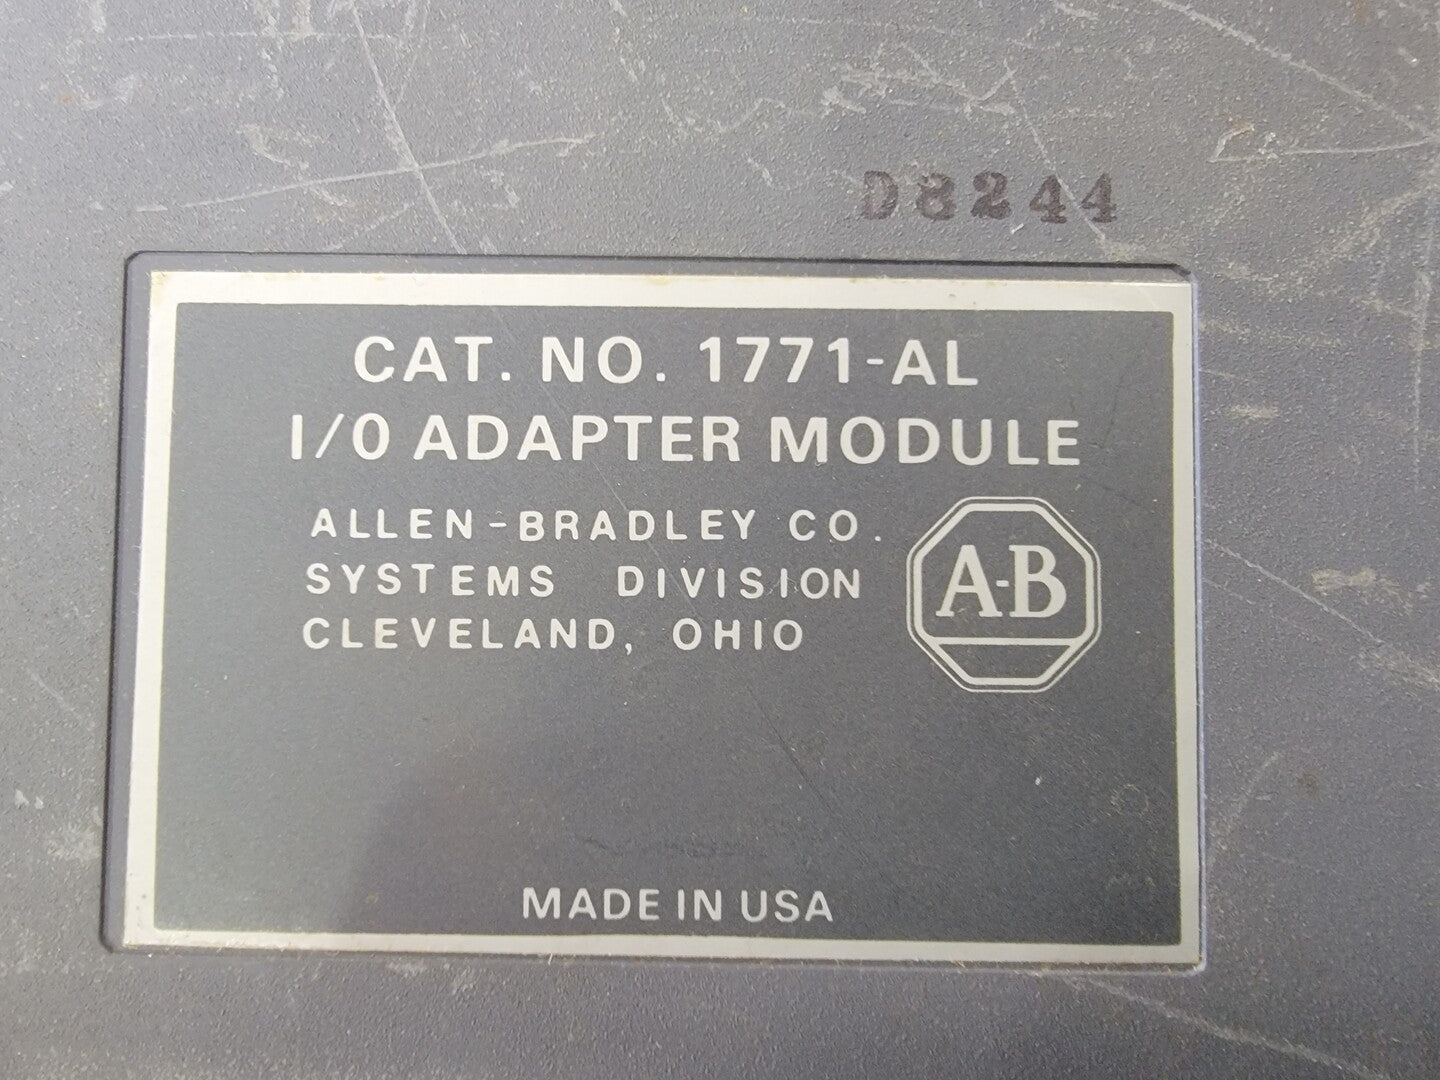 D8244
CAT. NO. 1771-AL
I/O ADAPTER MODULE
ALLEN-BRADLEY CO.
SYSTEMS DIVISION
CLEVELAND, OHIO
A-B
MADE IN USA